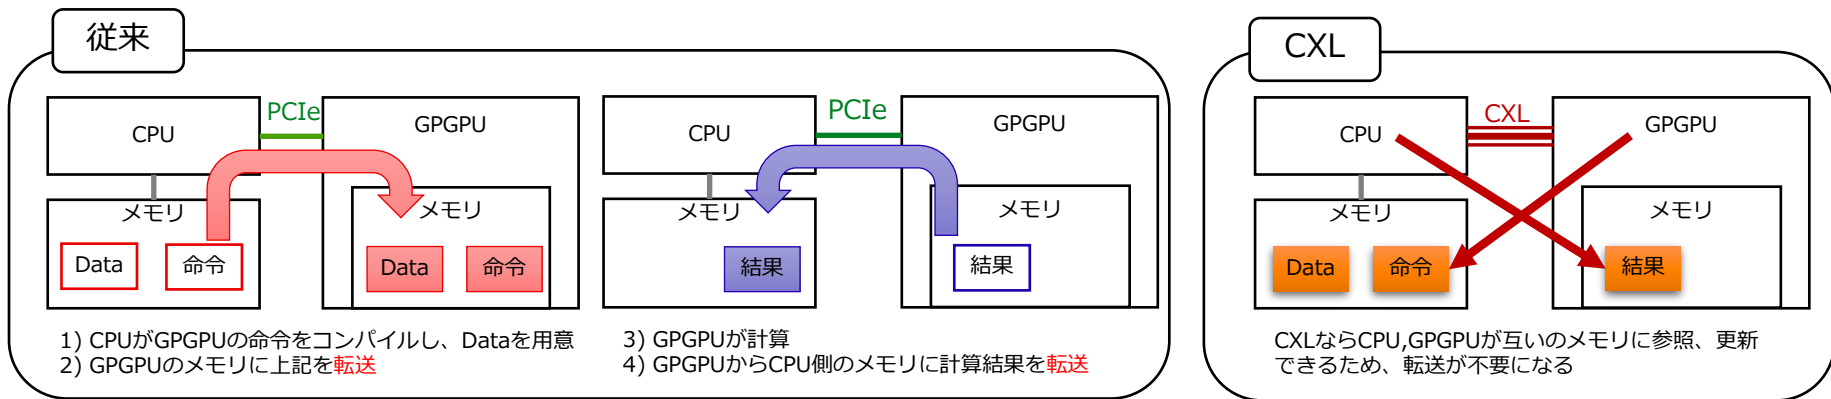 従来
CPU
PCIe
GPGPU
メモリ
Data
命令
メモリ
Data
命令
1) CPUがGPGPUの命令をコンパイルし、Dataを用意
2) GPGPUのメモリに上記を転送
CPU
PCIe
GPGPU
メモリ
結果
メモリ
結果
3) GPGPUが計算
4) GPGPUからCPU側のメモリに計算結果を転送
CXL
CPU
CXL
GPGPU
メモリ
Data
命令
メモリ
結果
CXLならCPU,GPGPUが互いのメモリに参照、更新
できるため、転送が不要になる